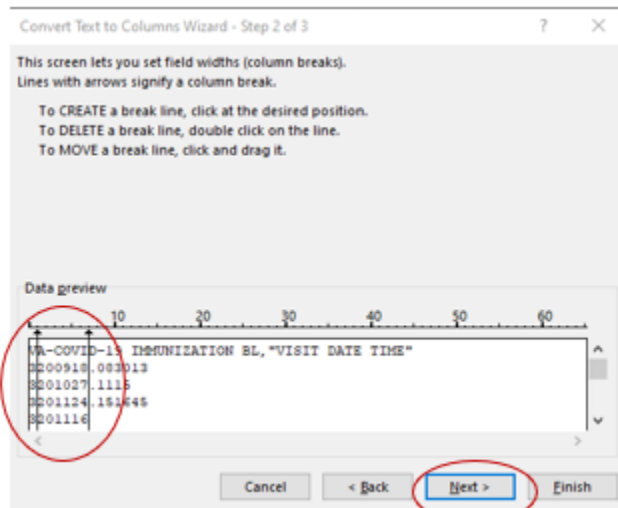 Convert Text to Columns Wizard - Step 2 of 3 ? ×
This screen lets you set field widths (column breaks).
Lines with arrows signify a column break.
To CREATE a break line, click at the desired position.
To DELETE a break line, double click on the line.
To MOVE a break line, click and drag it.
Data preview
10 20 30 40 50 60
VA-COVID-19 IMMUNIZATION BL,"VISIT DATE TIME"
3200918.083013
3201027.1115
3201124.151645
3201116
Cancel < Back Next > Finish